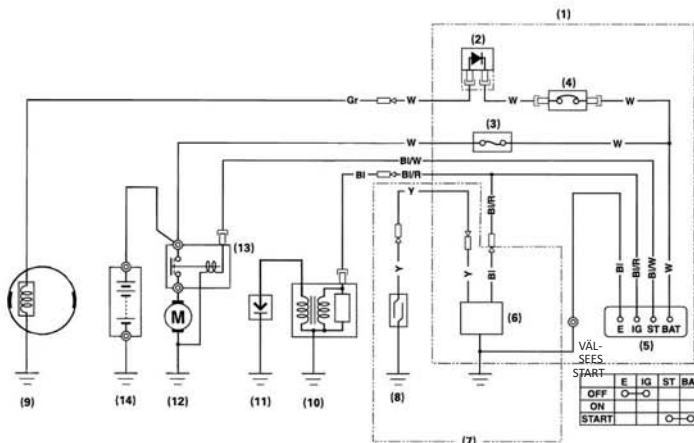 (1)
(2)
(4)
Gr W W W
(3)
W W
Bl/W
Bl Bl/R
Y
Bl/R
(13)
Y Y Bl
Bl Bl/R Bl/W W
M
(6)
E IG ST BAT
(5)
VÄL-
SEES
START
(9) (14) (12) (11) (10) (8)
E IG ST BA
OFF
ON
START
(7)